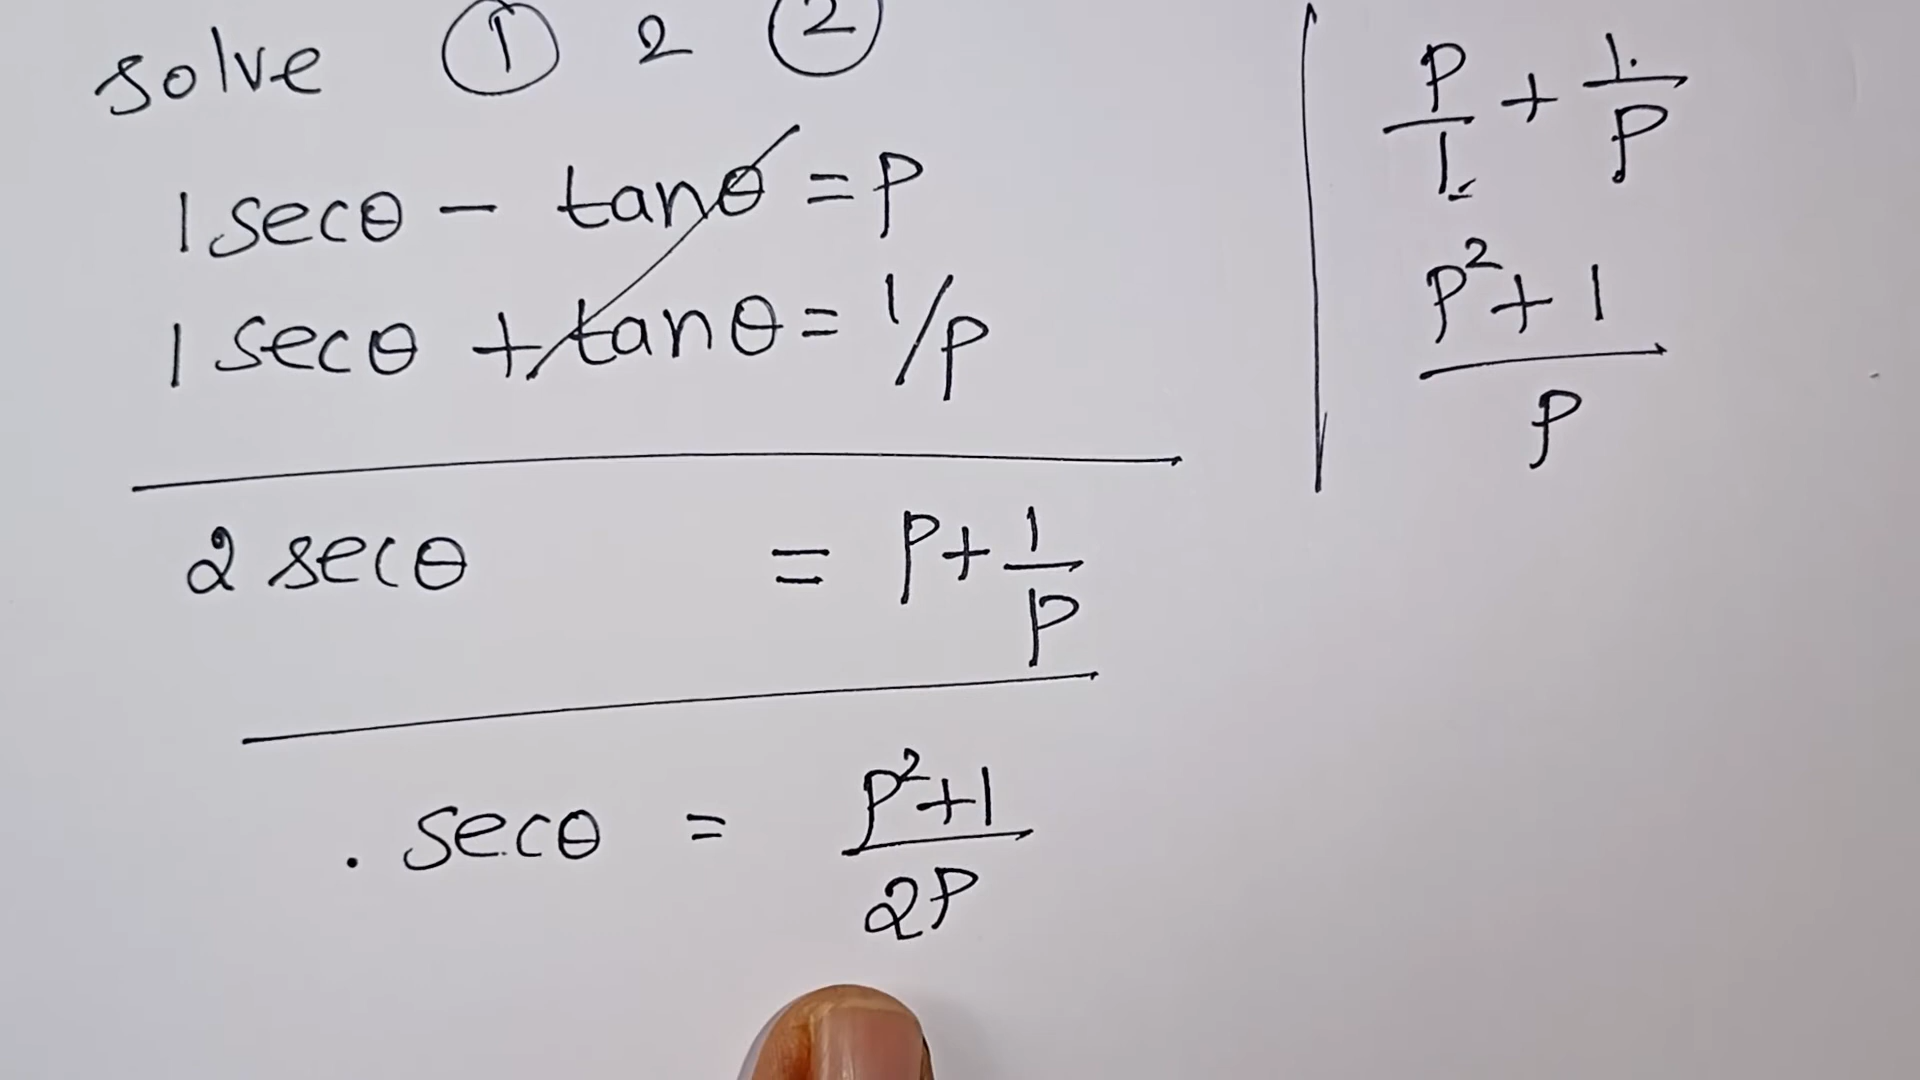 solve ① 2 ②
1 secθ - tanθ = P
1 secθ + tanθ = 1/P
2 secθ = P + 1/P
. secθ = P²+1/2P
P/1 + 1/P
P²+1/P